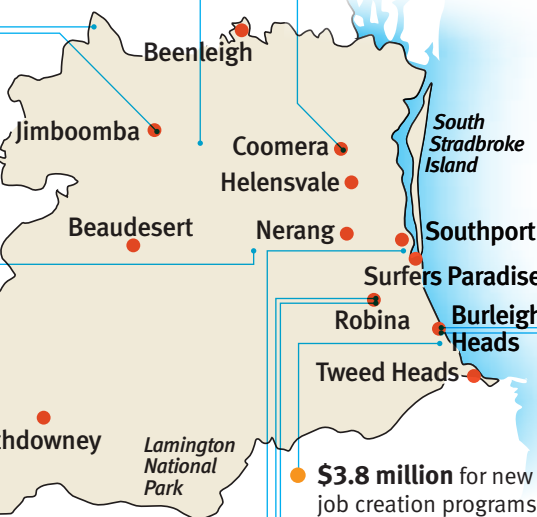 Beenleigh
Jimboomba
South
Stradbroke
Island
Coomera
Helensvale
Beaudesert
Nerang
Southport
Surfers Paradise
Robina
Burleigh
Heads
Tweed Heads
hdowney
Lamington
National
Park
$3.8 million for new
job creation programs